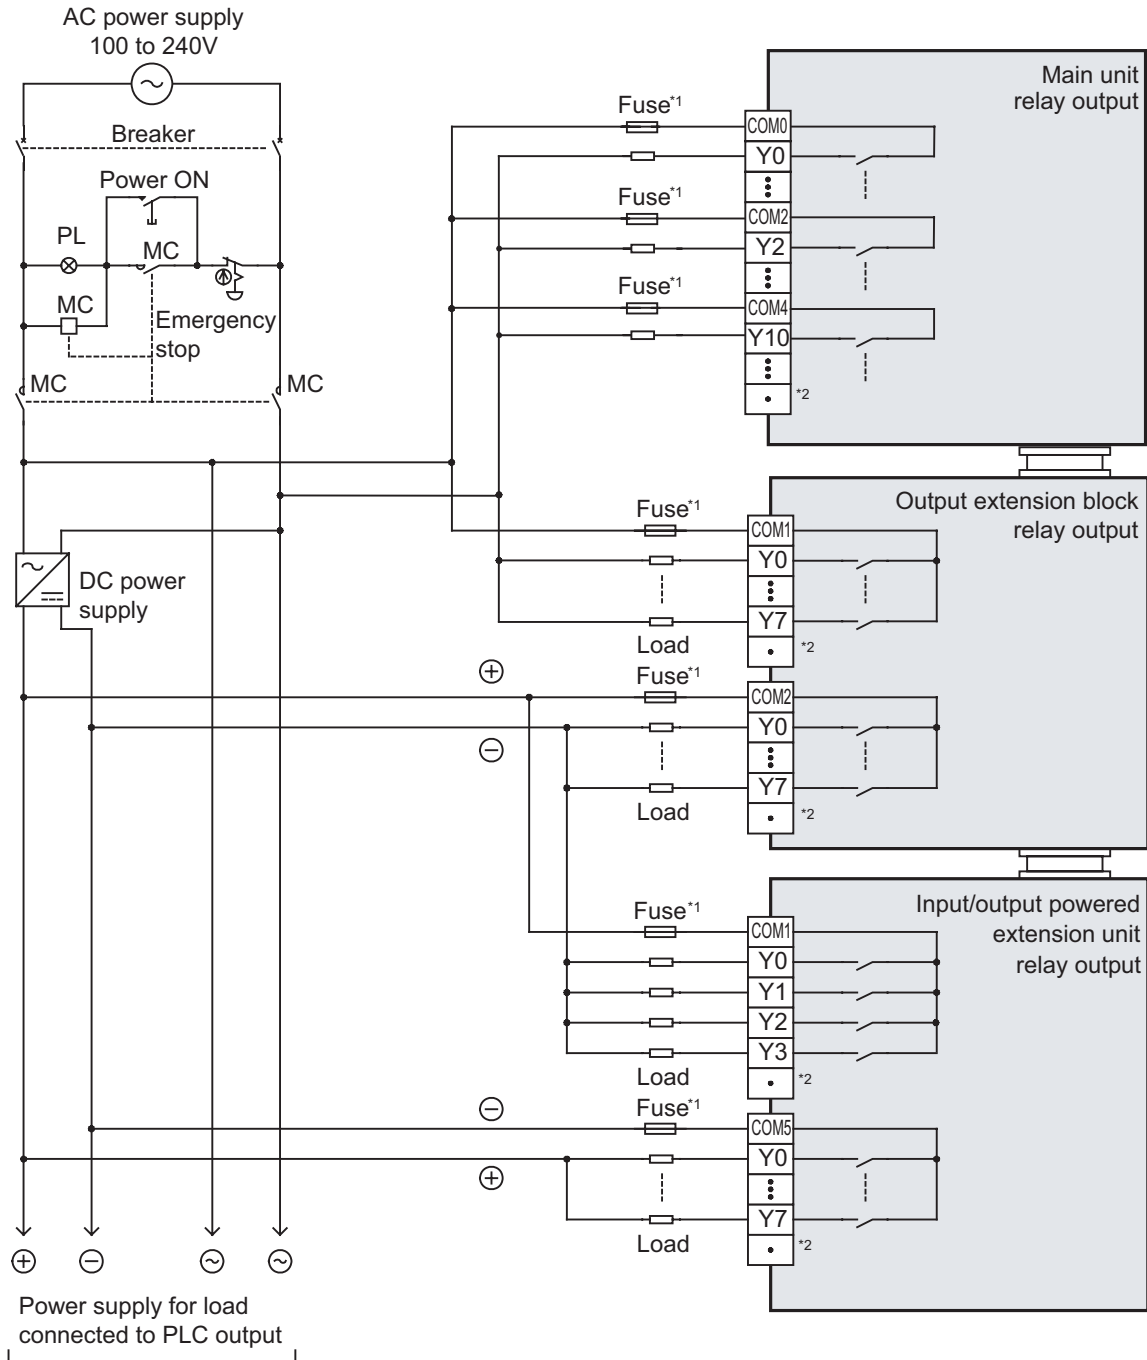 AC power supply
100 to 240V
Breaker
Power ON
PL
MC
MC
Emergency
stop
MC
MC
DC power
supply
Main unit
relay output
Fuse*1
COM0
Y0
Fuse*1
COM2
Y2
Fuse*1
COM4
Y10
*2
Output extension block
relay output
Fuse*1
COM1
Y0
Y7
Load
*2
Fuse*1
COM2
Y0
Y7
Load
*2
Input/output powered
extension unit
relay output
Fuse*1
COM1
Y0
Y1
Y2
Y3
Load
*2
Fuse*1
COM5
Y0
Y7
Load
*2
Power supply for load
connected to PLC output